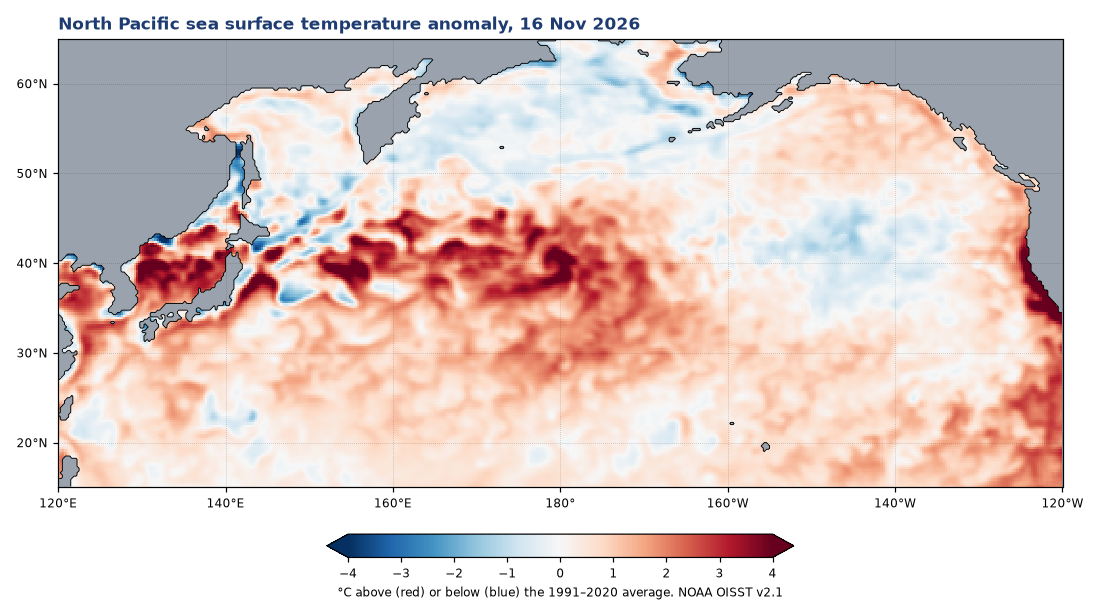 North Pacific sea surface temperature anomaly, 16 Nov 2026
60°N
50°N
40°N
30°N
20°N
120°E 140°E 160°E 180° 160°W 140°W 120°W
−4 −3 −2 −1 0 1 2 3 4
°C above (red) or below (blue) the 1991–2020 average. NOAA OISST v2.1